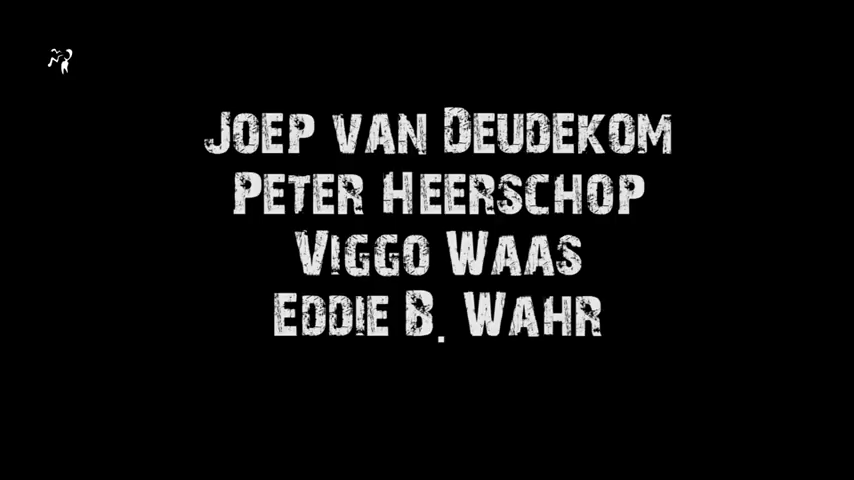 Joep van Deudekom
Peter Heerschop
Viggo Waas
Eddie B. Wahr